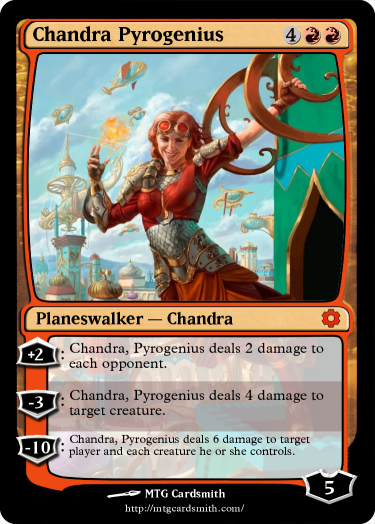 Chandra Pyrogenius 4
Planeswalker — Chandra
+2: Chandra, Pyrogenius deals 2 damage to
each opponent.
-3: Chandra, Pyrogenius deals 4 damage to
target creature.
-10: Chandra, Pyrogenius deals 6 damage to target
player and each creature he or she controls.
5
MTG Cardsmith
http://mtgcardsmith.com/